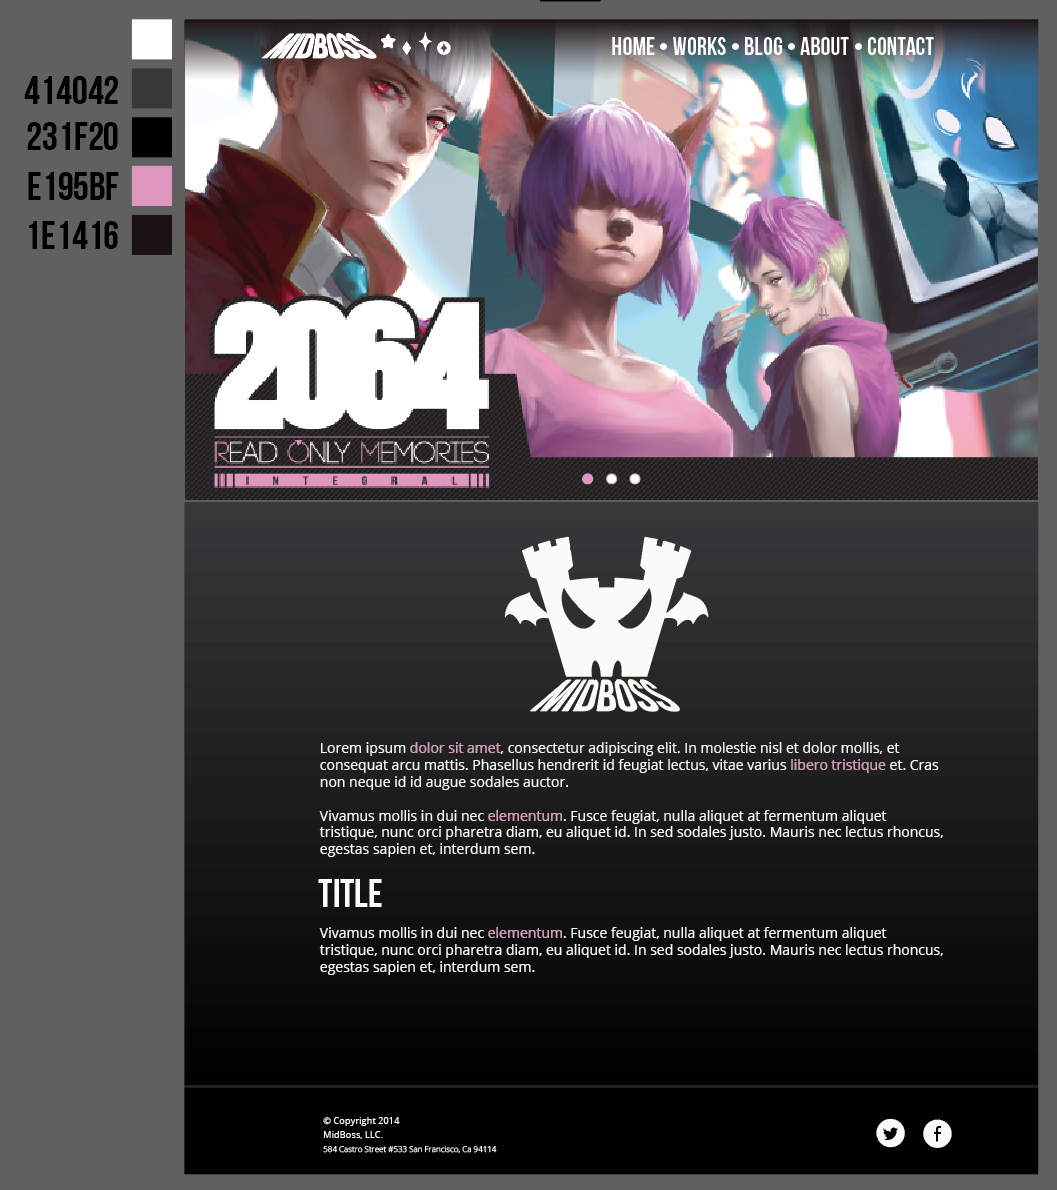 414042
231F20
E195BF
1E1416
MIDBOSS
HOME • WORKS • BLOG • ABOUT • CONTACT
2064
READ ONLY MEMORIES
INTEGRAL
MIDBOSS
Lorem ipsum dolor sit amet, consectetur adipiscing elit. In molestie nisl et dolor mollis, et
consequat arcu mattis. Phasellus hendrerit id feugiat lectus, vitae varius libero tristique et. Cras
non neque id id augue sodales auctor.
Vivamus mollis in dui nec elementum. Fusce feugiat, nulla aliquet at fermentum aliquet
tristique, nunc orci pharetra diam, eu aliquet id. In sed sodales justo. Mauris nec lectus rhoncus,
egestas sapien et, interdum sem.
TITLE
Vivamus mollis in dui nec elementum. Fusce feugiat, nulla aliquet at fermentum aliquet
tristique, nunc orci pharetra diam, eu aliquet id. In sed sodales justo. Mauris nec lectus rhoncus,
egestas sapien et, interdum sem.
© Copyright 2014
MidBoss, LLC.
584 Castro Street #533 San Francisco, Ca 94114